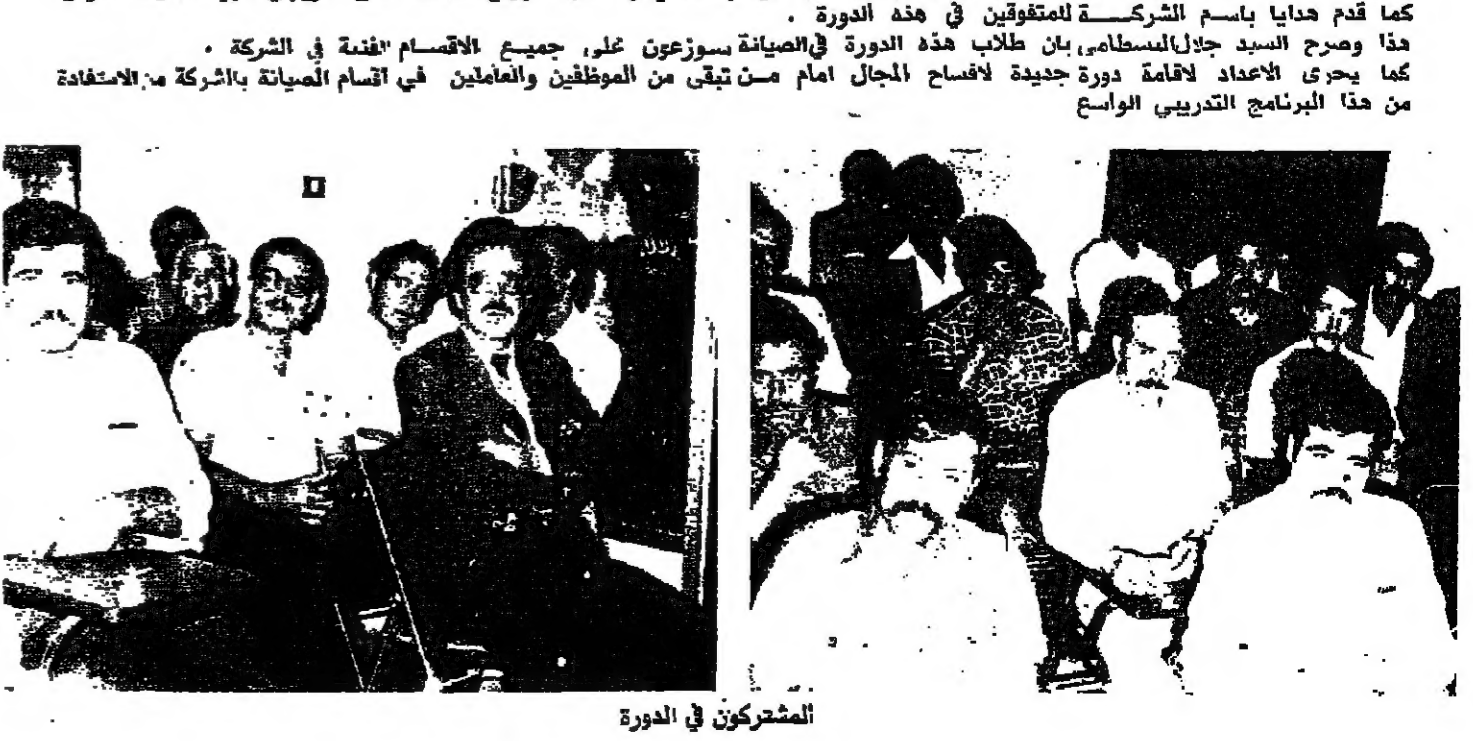 كما قدم هدايا باسم الشركة للمتفوقين في هذه الدورة .
هذا وصرح السيد جلال البسطامي بان طلاب هذه الدورة في الصيانة سوزعون على جميع الاقسام الفنية في الشركة .
كما يجرى الاعداد لاقامة دورة جديدة لافساح المجال امام من تبقى من الموظفين والعاملين في اقسام الصيانة بالشركة من الاستفادة
من هذا البرنامج التدريبي الواسع
المشتركون في الدورة